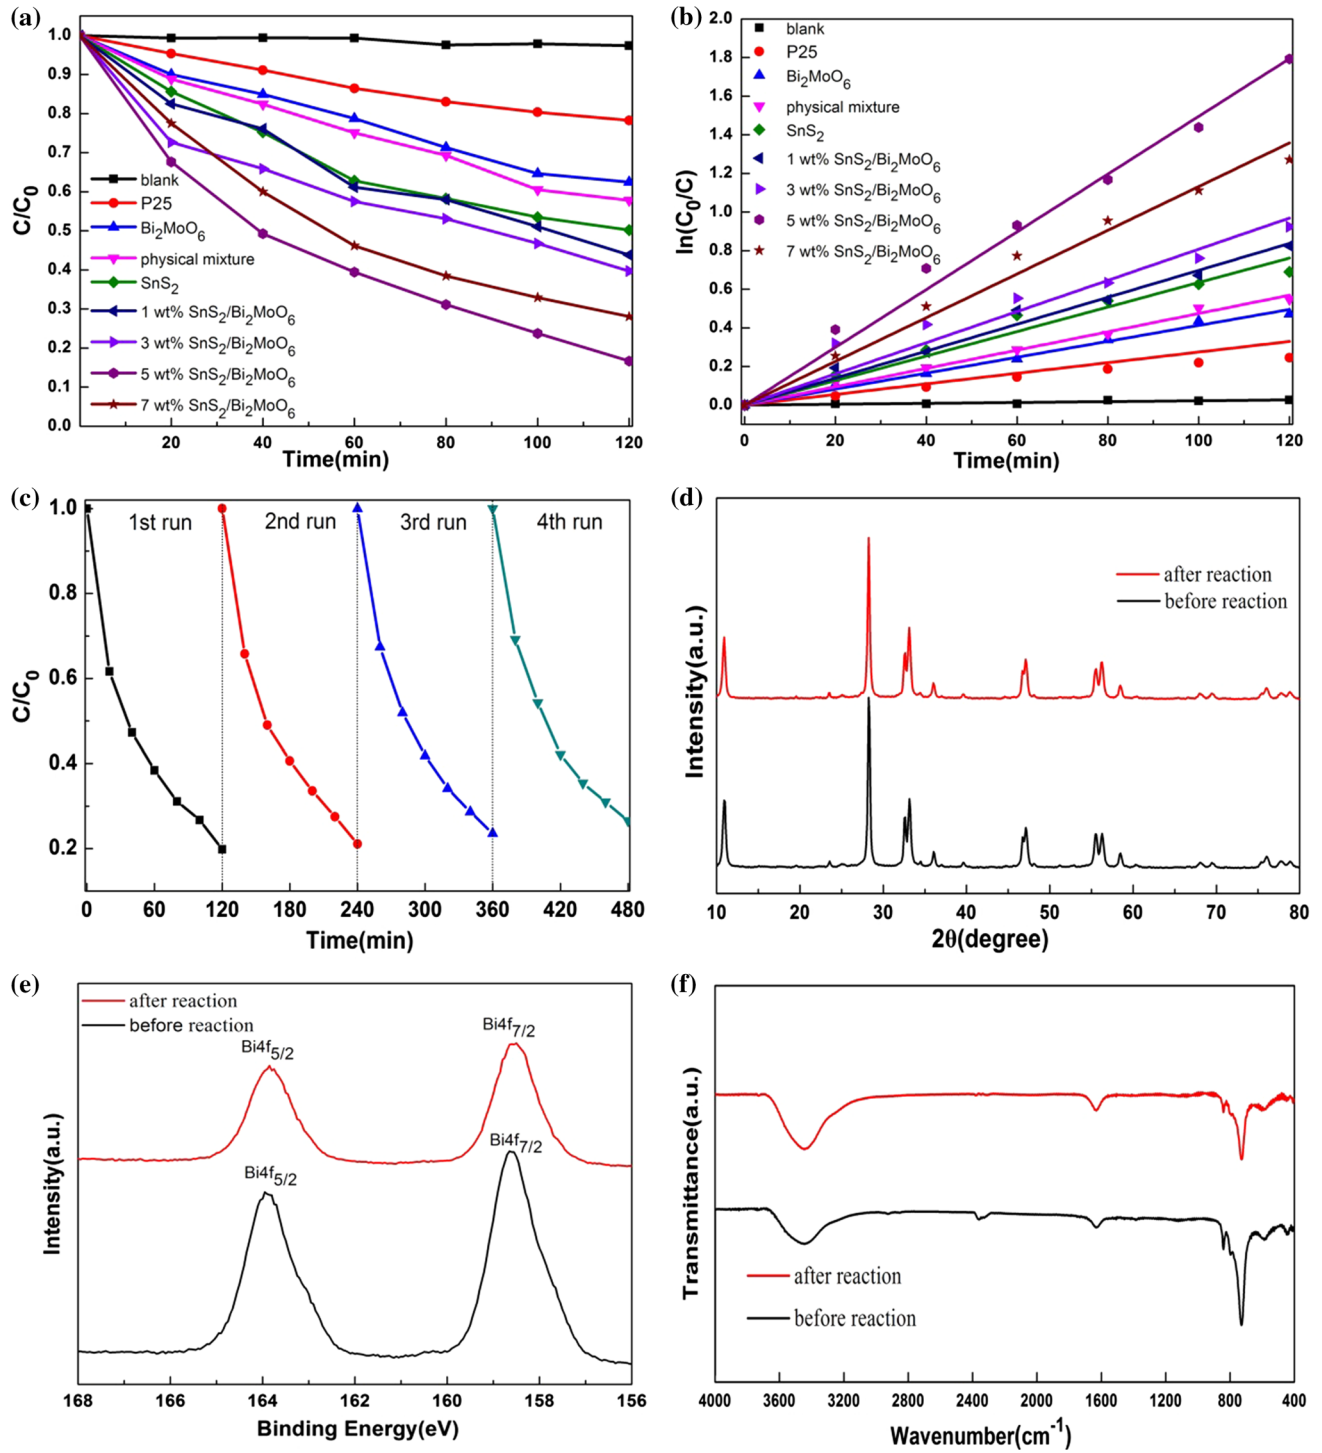 (a)
1.0
0.9
0.8
0.7
0.6
0.5
0.4
0.3
0.2
0.1
0.0
C/C0
blank
P25
Bi2MoO6
physical mixture
SnS2
1 wt% SnS2/Bi2MoO6
3 wt% SnS2/Bi2MoO6
5 wt% SnS2/Bi2MoO6
7 wt% SnS2/Bi2MoO6
20 40 60 80 100 120
Time(min)
(b)
2.0
1.8
1.6
1.4
1.2
1.0
0.8
0.6
0.4
0.2
0.0
ln(C0/C)
blank
P25
Bi2MoO6
physical mixture
SnS2
1 wt% SnS2/Bi2MoO6
3 wt% SnS2/Bi2MoO6
5 wt% SnS2/Bi2MoO6
7 wt% SnS2/Bi2MoO6
0 20 40 60 80 100 120
Time(min)
(c)
1.0
0.8
0.6
0.4
0.2
C/C0
1st run 2nd run 3rd run 4th run
0 60 120 180 240 300 360 420 480
Time(min)
(d)
Intensity(a.u.)
after reaction
before reaction
10 20 30 40 50 60 70 80
2θ(degree)
(e)
Intensity(a.u.)
after reaction
before reaction
Bi4f7/2
Bi4f5/2
Bi4f7/2
Bi4f5/2
168 166 164 162 160 158 156
Binding Energy(eV)
(f)
Transmittance(a.u.)
after reaction
before reaction
4000 3600 3200 2800 2400 2000 1600 1200 800 400
Wavenumber(cm-1)